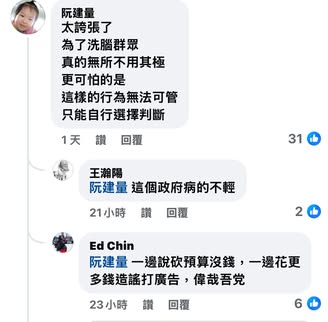 阮建量
太誇張了
為了洗腦群眾
真的無所不用其極
更可怕的是
這樣的行為無法可管
只能自行選擇判斷
1天 讚 回覆 31
王瀚陽
阮建量 這個政府病的不輕
21小時 讚 回覆 2
Ed Chin
阮建量 一邊說砍預算沒錢，一邊花更
多錢造謠打廣告，偉哉吾党
23小時 讚 回覆 6